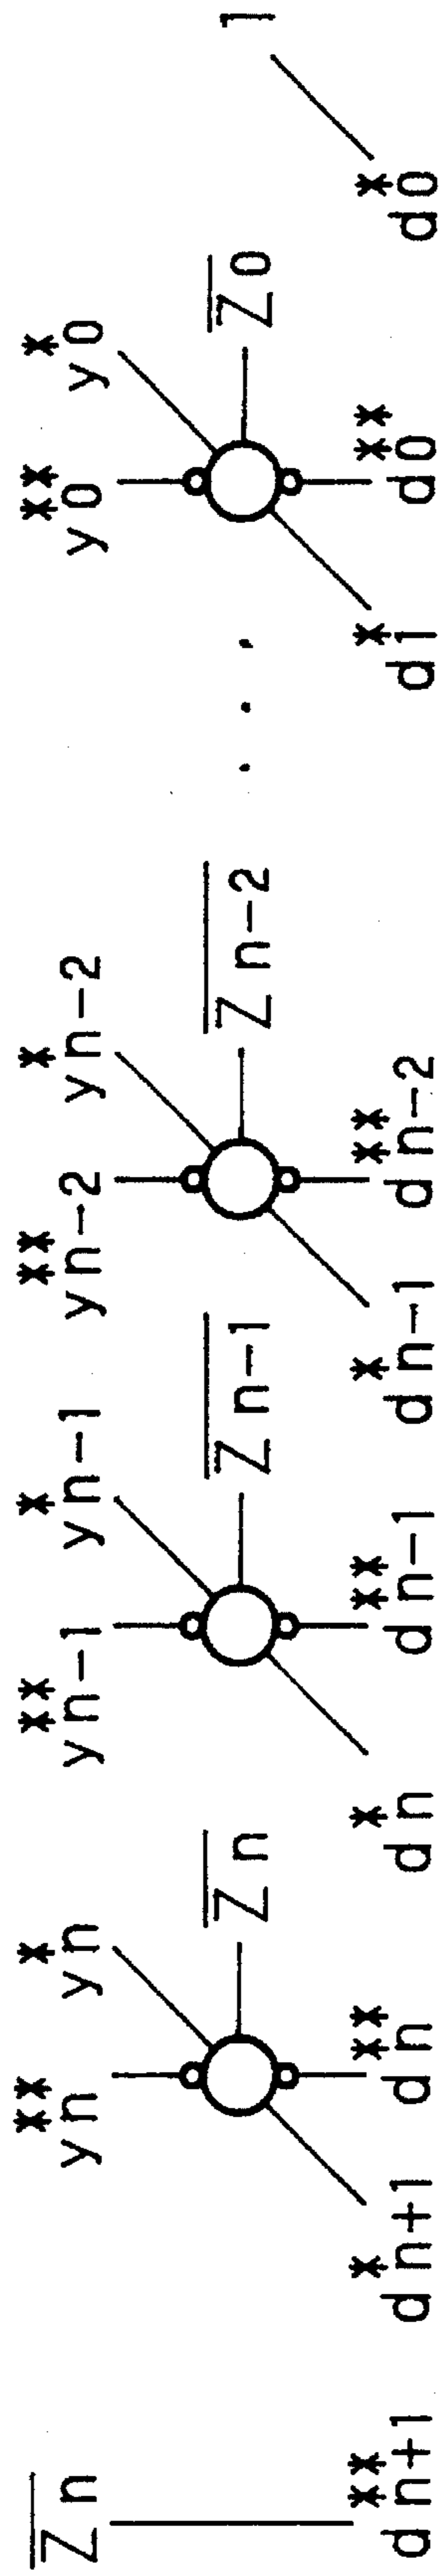 Z̅n y**n y*n y**n-1 y*n-1 y**n-2 y*n-2 y**0 y*0 1
Z̅n Z̅n-1 Z̅n-2 . . . Z̅0
d**n+1 d*n+1 d**n d*n d**n-1 d*n-1 d**n-2 d*1 d**0 d*0